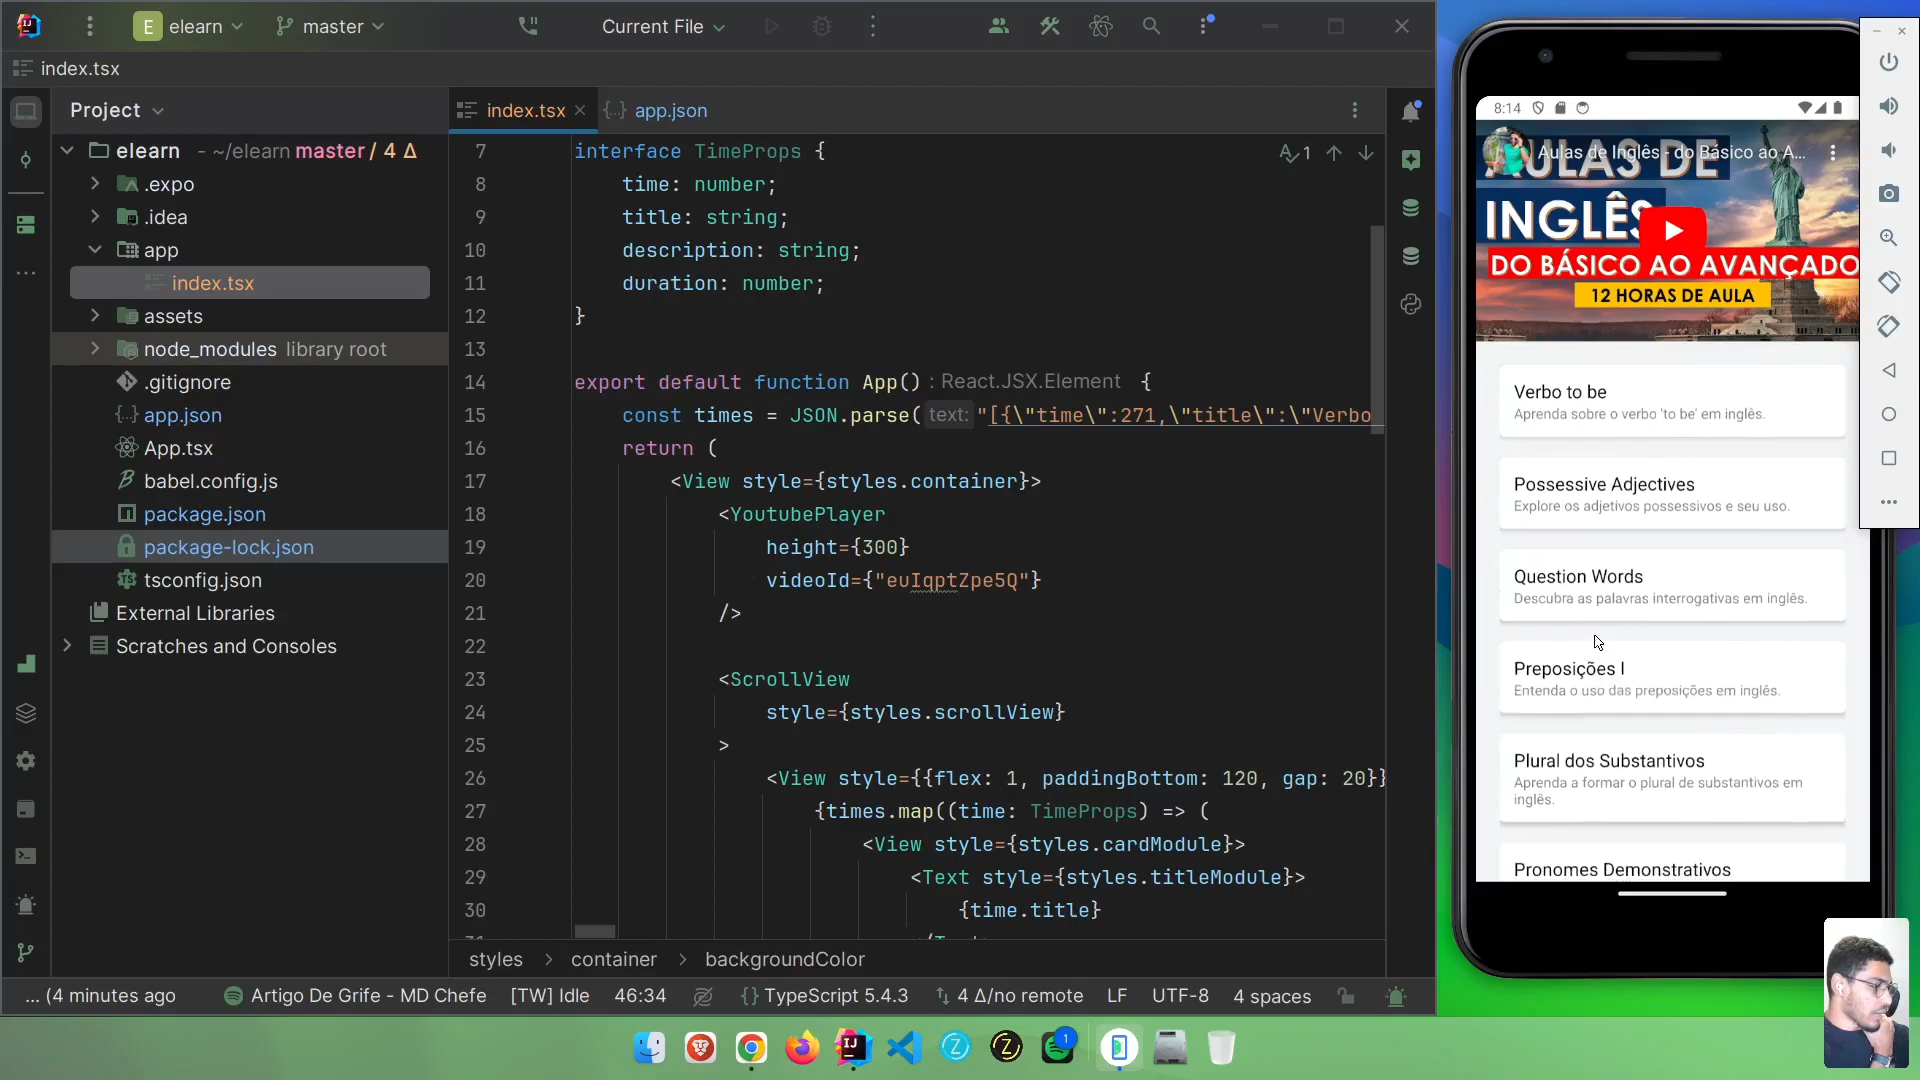 E elearn
master
Current File
index.tsx
Project
index.tsx
app.json
elearn - ~/elearn master / 4 Δ
.expo
.idea
app
index.tsx
assets
node_modules library root
.gitignore
app.json
App.tsx
babel.config.js
package.json
package-lock.json
tsconfig.json
External Libraries
Scratches and Consoles
1
7 interface TimeProps {
8 time: number;
9 title: string;
10 description: string;
11 duration: number;
12 }
13
14 export default function App() : React.JSX.Element {
15 const times = JSON.parse( text: "[{\"time\":271,\"title\":\"Verbo
16 return (
17 <View style={styles.container}>
18 <YoutubePlayer
19 height={300}
20 videoId={"euIqptZpe5Q"}
21 />
22
23 <ScrollView
24 style={styles.scrollView}
25 >
26 <View style={{flex: 1, paddingBottom: 120, gap: 20}}
27 {times.map((time: TimeProps) => (
28 <View style={styles.cardModule}>
29 <Text style={styles.titleModule}>
30 {time.title}
styles > container > backgroundColor
... (4 minutes ago
Artigo De Grife - MD Chefe
[TW] Idle
46:34
{} TypeScript 5.4.3
4 Δ/no remote
LF
UTF-8
4 spaces
8:14
Aulas de Inglês - do Básico ao A...
AULAS DE
INGLÊS
DO BÁSICO AO AVANÇADO
12 HORAS DE AULA
Verbo to be
Aprenda sobre o verbo 'to be' em inglês.
Possessive Adjectives
Explore os adjetivos possessivos e seu uso.
Question Words
Descubra as palavras interrogativas em inglês.
Preposições I
Entenda o uso das preposições em inglês.
Plural dos Substantivos
Aprenda a formar o plural de substantivos em
inglês.
Pronomes Demonstrativos
IJ
Z
Z
1